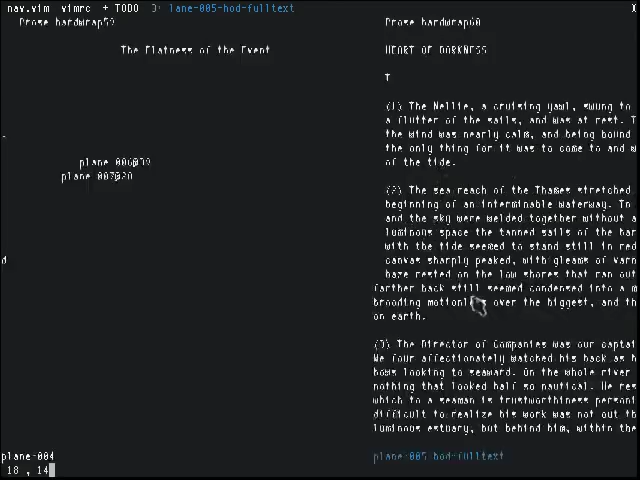 nav.vim vimrc + TODO 3 lane-005-hod-fulltext X
Prose hardwrap59
The Flatness of the Event
plane 006@39
plane 007@20
d
plane-004
18 , 14
Prose hardwrap60
HEART OF DARKNESS
T
(1) The Nellie, a cruising yawl, swung to
a flutter of the sails, and was at rest. T
the wind was nearly calm, and being bound
the only thing for it was to come to and w
of the tide.
(2) The sea reach of the Thames stretched
beginning of an interminable waterway. In
and the sky were welded together without a
luminous space the tanned sails of the bar
with the tide seemed to stand still in red
canvas sharply peaked, with gleams of varn
haze rested on the low shores that ran out
farther back still seemed condensed into a m
brooding over the biggest, and th
on earth.
(3) The Director of Companies was our captai
We four affectionately watched his back as h
bows looking to seaward. On the whole river
nothing that looked half so nautical. He res
which to a seaman is trustworthiness personi
difficult to realize his work was not out th
luminous estuary, but behind him, within the
plane-005-hod-fulltext